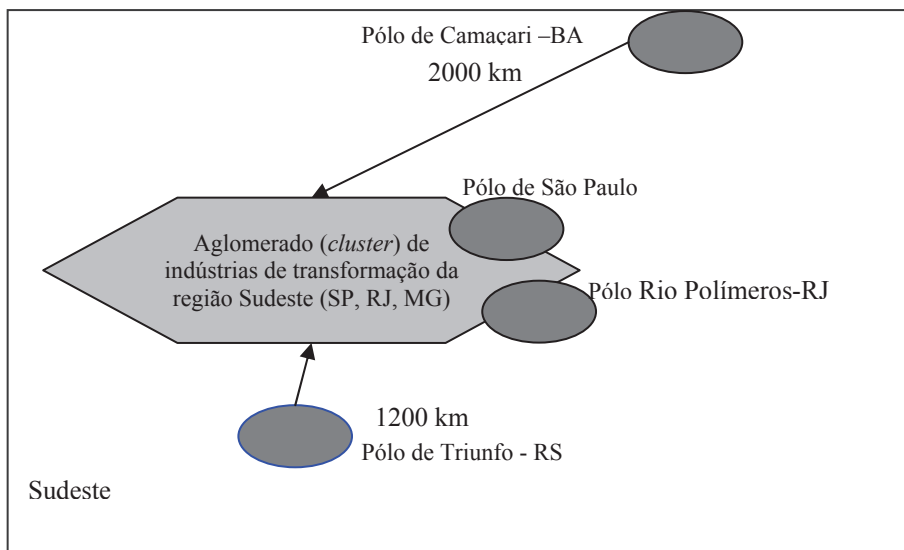 Pólo de Camaçari –BA
2000 km
Pólo de São Paulo
Aglomerado (cluster) de
indústrias de transformação da
região Sudeste (SP, RJ, MG)
Pólo Rio Polímeros-RJ
1200 km
Pólo de Triunfo - RS
Sudeste